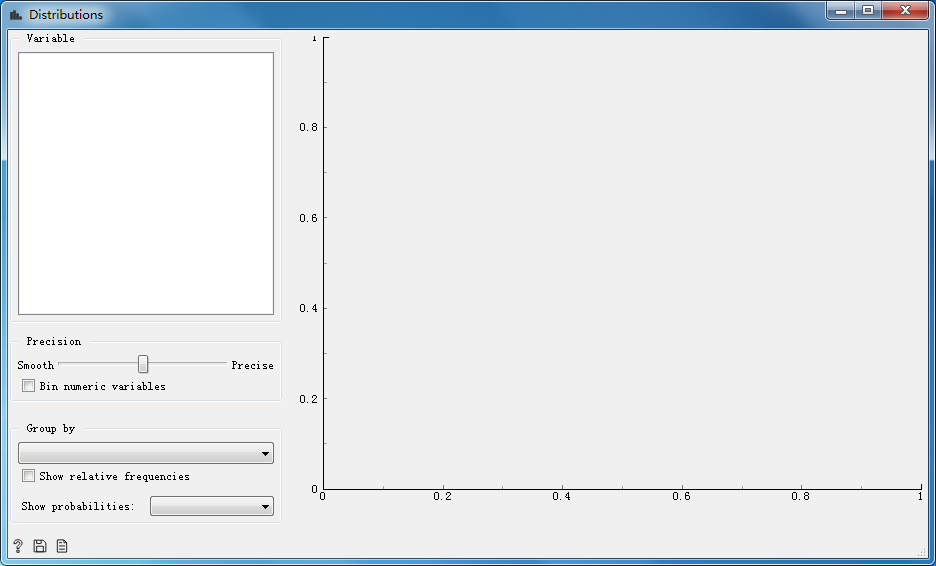 Distributions
Variable
Precision
Smooth Precise
Bin numeric variables
Group by
Show relative frequencies
Show probabilities:
1
0.8
0.6
0.4
0.2
0
0 0.2 0.4 0.6 0.8 1